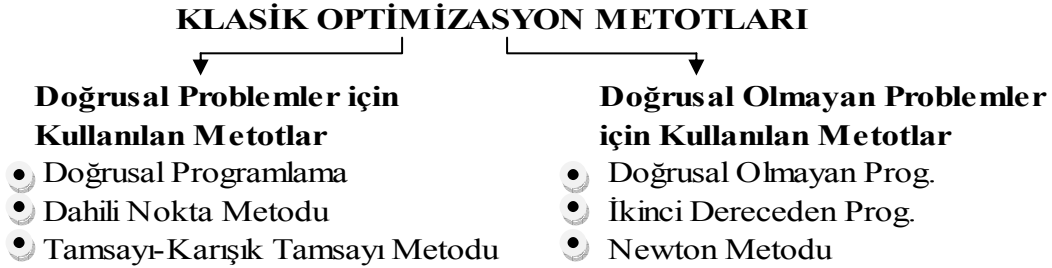 KLASİK OPTİMİZASYON METOTLARI
Doğrusal Problemler için
Kullanılan Metotlar
Doğrusal Programlama
Dahili Nokta Metodu
Tamsayı-Karışık Tamsayı Metodu
Doğrusal Olmayan Problemler
için Kullanılan Metotlar
Doğrusal Olmayan Prog.
İkinci Dereceden Prog.
Newton Metodu